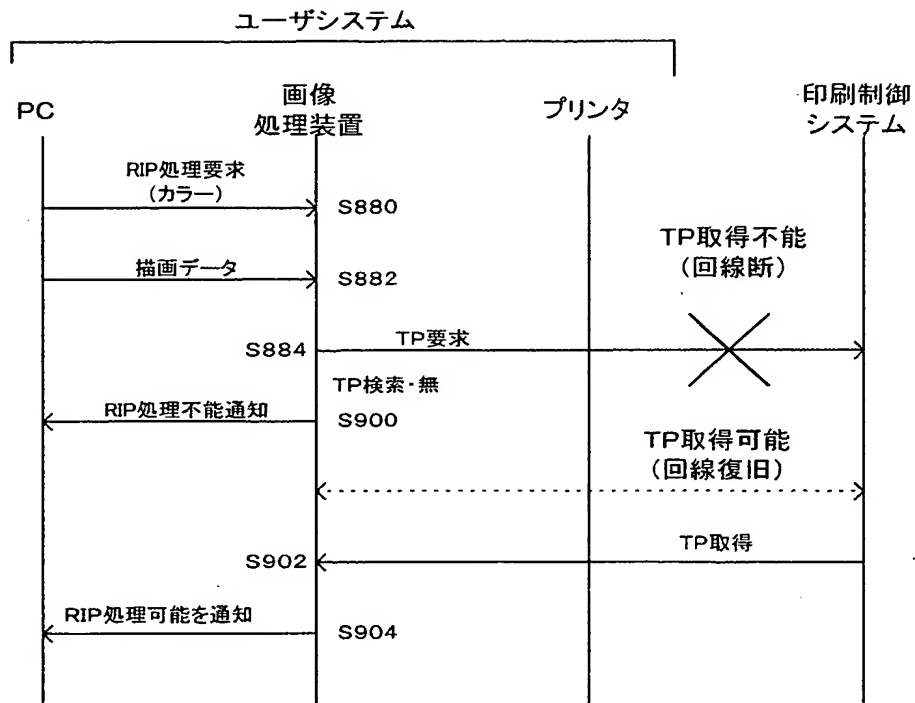 ユーザシステム
PC
画像
処理装置
プリンタ
印刷制御
システム
RIP処理要求
(カラー)
S880
TP取得不能
(回線断)
描画データ
S882
S884
TP要求
TP検索・無
RIP処理不能通知
S900
TP取得可能
(回線復旧)
S902
TP取得
RIP処理可能を通知
S904